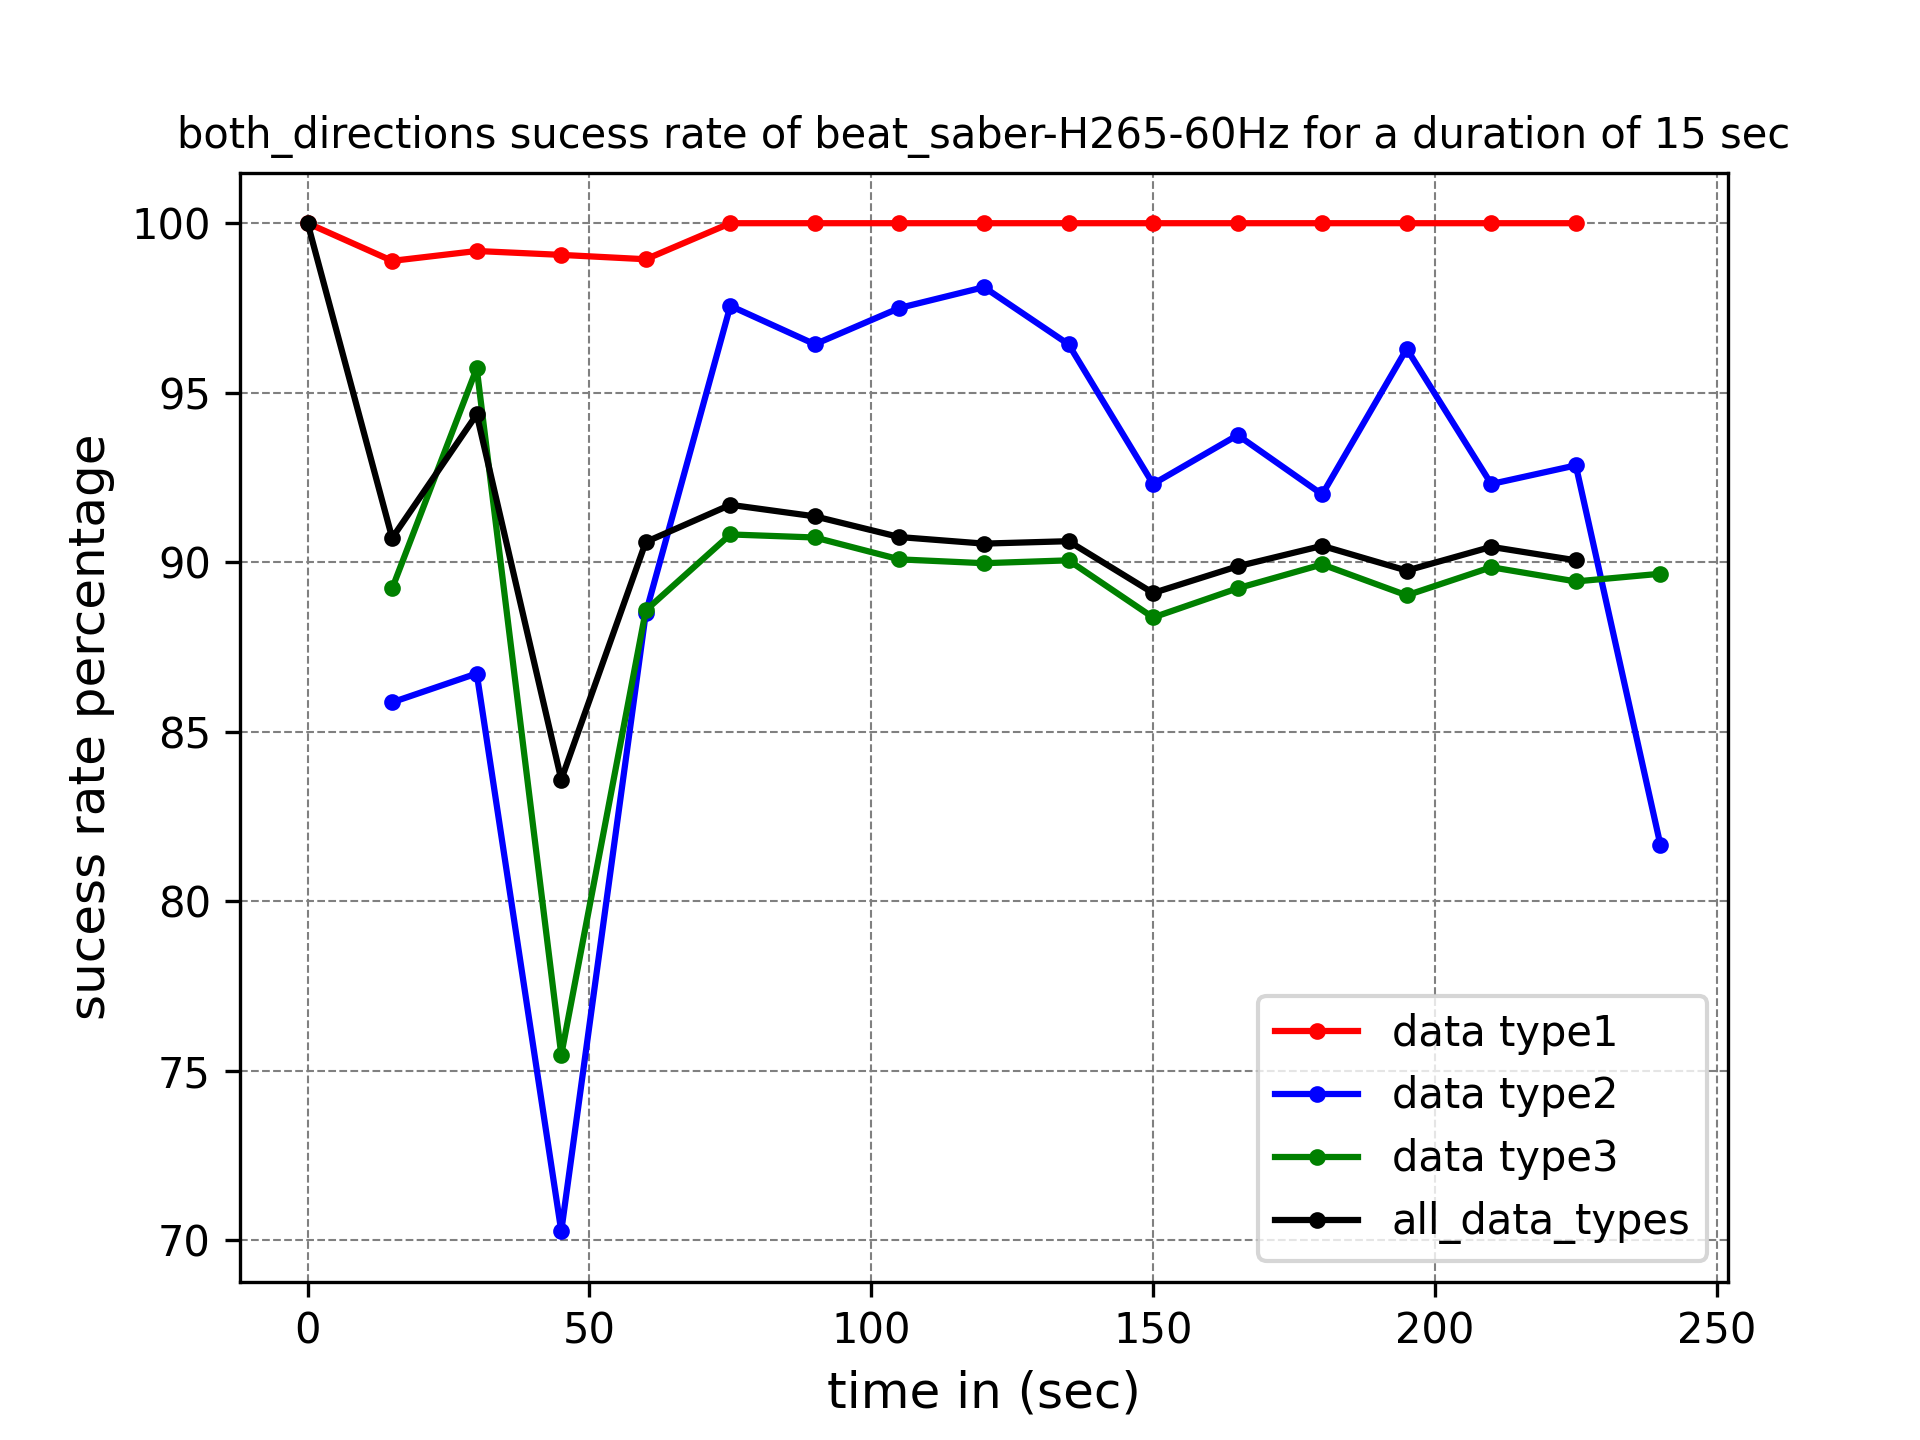 both_directions sucess rate of beat_saber-H265-60Hz for a duration of 15 sec
sucess rate percentage
100
95
90
85
80
75
70
0 50 100 150 200 250
time in (sec)
data type1
data type2
data type3
all_data_types